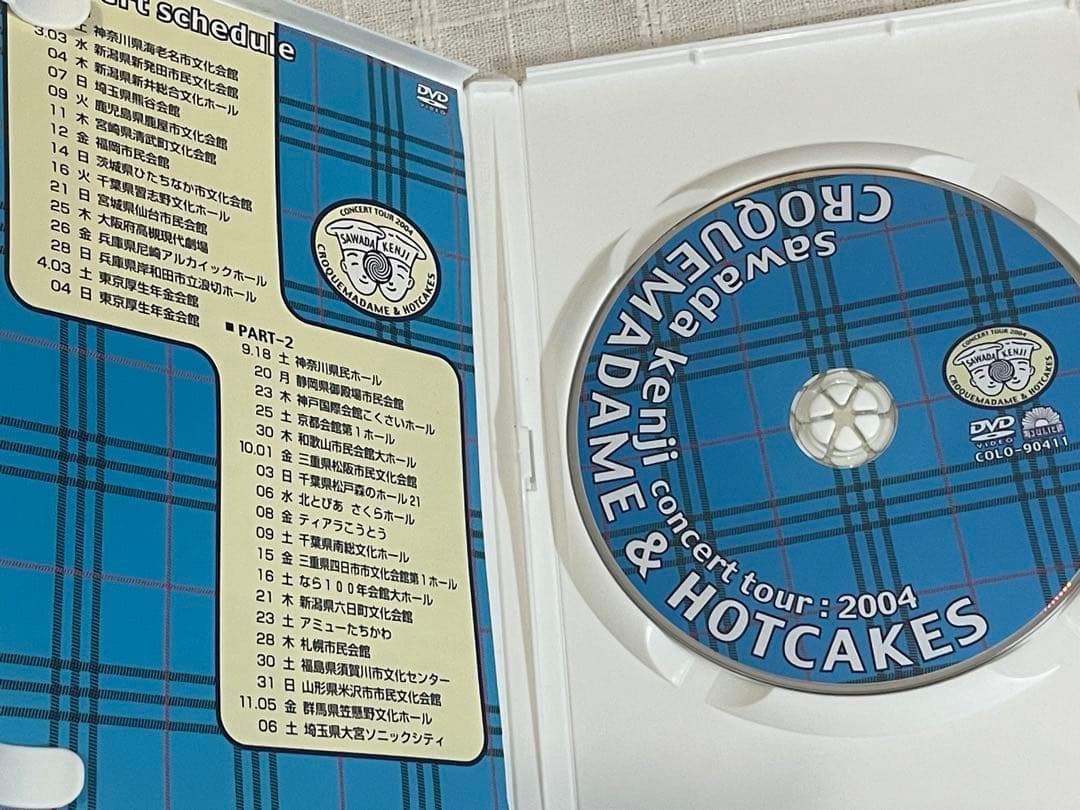 rt schedule
土 神奈川県海老名市文化会館
3.03 水 新潟県新発田市民文化会館
04 木 新潟県新井総合文化ホール
07 日 埼玉県熊谷会館
09 火 鹿児島県鹿屋市文化会館
11 木 宮崎県清武町文化会館
12 金 福岡市民会館
14 日 茨城県ひたちなか市文化会館
16 火 千葉県習志野文化ホール
21 日 宮城県仙台市民会館
25 木 大阪府高槻現代劇場
26 金 兵庫県尼崎アルカイックホール
28 日 兵庫県岸和田市立浪切ホール
4.03 土 東京厚生年金会館
04 日 東京厚生年金会館
■ PART-2
9.18 土 神奈川県民ホール
20 月 静岡県御殿場市民会館
23 木 神戸国際会館こくさいホール
25 土 京都会館第1ホール
30 木 和歌山市民会館大ホール
10.01 金 三重県松阪市民文化会館
03 日 千葉県松戸森のホール21
06 水 北とぴあ さくらホール
08 金 ティアラこうとう
09 土 千葉県南総文化ホール
15 金 三重県四日市市文化会館第1ホール
16 土 なら100年会館大ホール
21 木 新潟県六日町文化会館
23 土 アミューたちかわ
28 木 札幌市民会館
30 土 福島県須賀川市文化センター
31 日 山形県米沢市市民文化会館
11.05 金 群馬県笠懸野文化ホール
06 土 埼玉県大宮ソニックシティ
DVD
VIDEO
CONCERT TOUR 2004
SAWADA KENJI
CROQUEMADAME & HOTCAKES
CROQUEMADAME & HOTCAKES
sawada kenji concert tour : 2004
CONCERT TOUR 2004
SAWADA KENJI
CROQUEMADAME & HOTCAKES
DVD
VIDEO
JULIE
COLO-90411